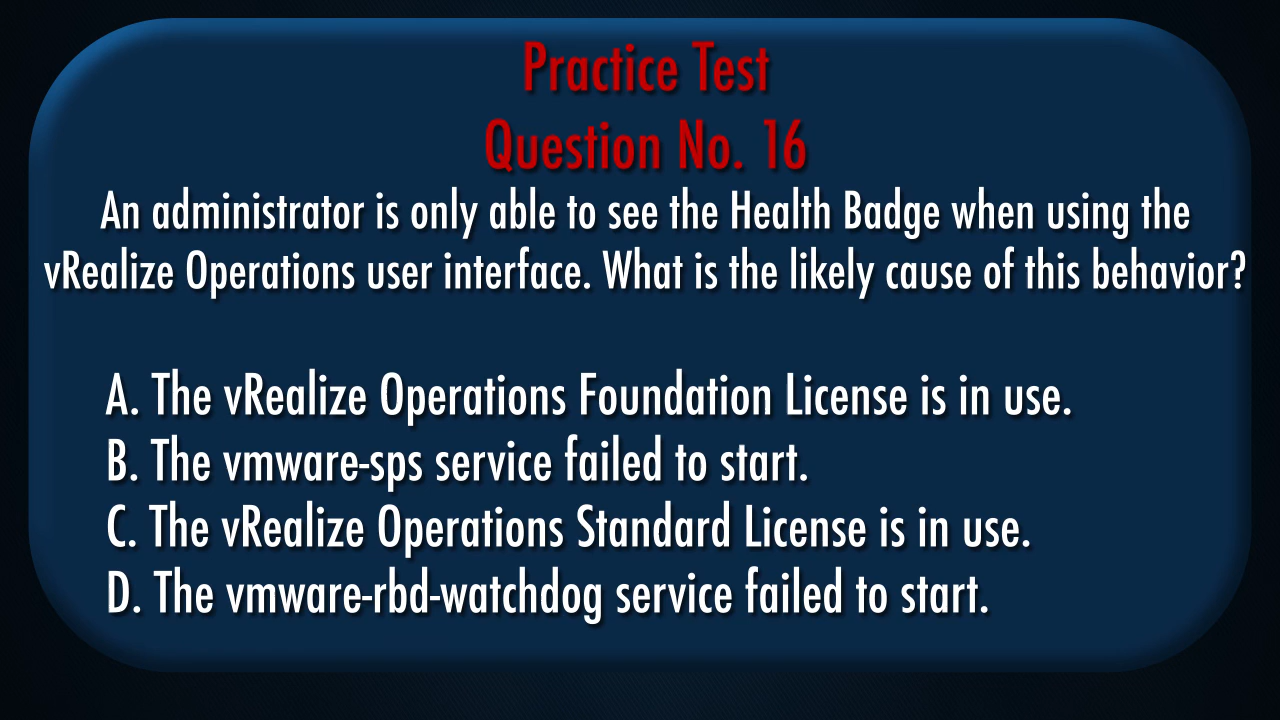 Practice Test
Question No. 16
An administrator is only able to see the Health Badge when using the
vRealize Operations user interface. What is the likely cause of this behavior?
A. The vRealize Operations Foundation License is in use.
B. The vmware-sps service failed to start.
C. The vRealize Operations Standard License is in use.
D. The vmware-rbd-watchdog service failed to start.